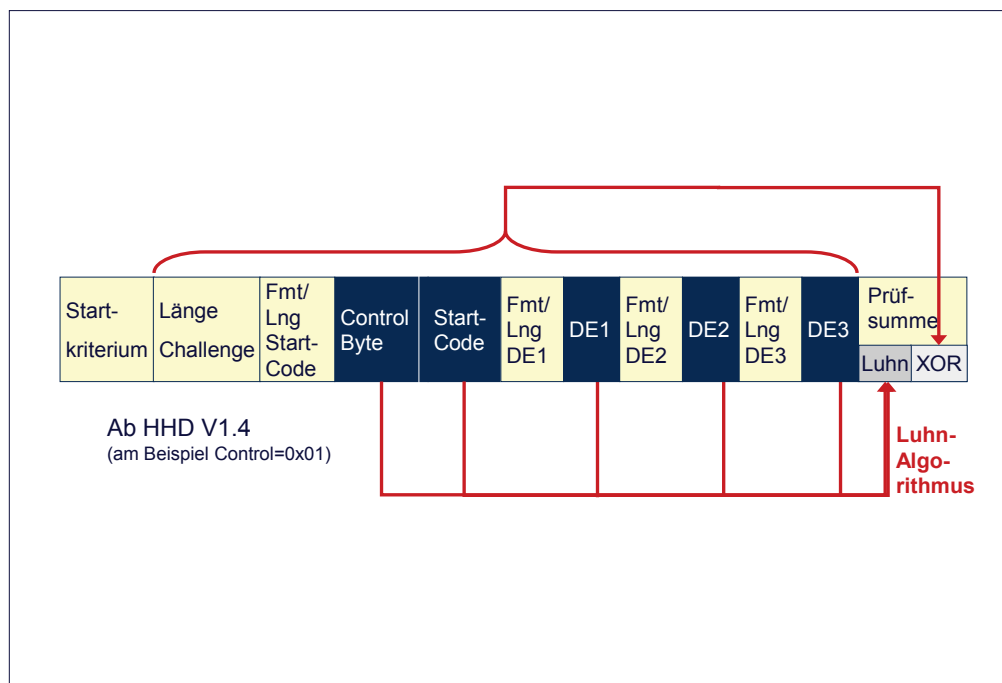 Start-
kriterium
Länge
Challenge
Fmt/
Lng
Start-
Code
Control
Byte
Start-
Code
Fmt/
Lng
DE1
DE1
Fmt/
Lng
DE2
DE2
Fmt/
Lng
DE3
DE3
Prüf-
summe
Luhn
XOR
Ab HHD V1.4
(am Beispiel Control=0x01)
Luhn-
Algo-
rithmus